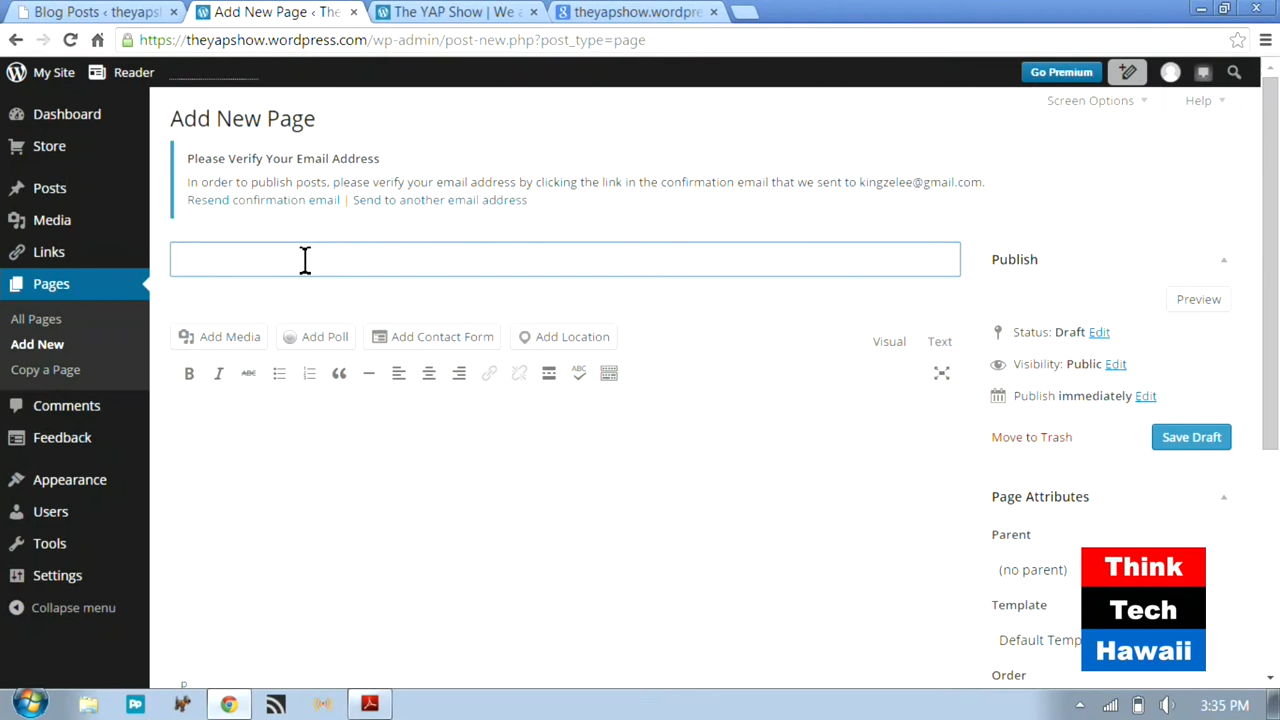 Blog Posts ‹ theyaps
Add New Page ‹ The
The YAP Show | We a
theyapshow.wordpre
https://theyapshow.wordpress.com/wp-admin/post-new.php?post_type=page
My Site
Reader
Go Premium
Screen Options
Help
Dashboard
Store
Posts
Media
Links
Pages
All Pages
Add New
Copy a Page
Comments
Feedback
Appearance
Users
Tools
Settings
Collapse menu
Add New Page
Please Verify Your Email Address
In order to publish posts, please verify your email address by clicking the link in the confirmation email that we sent to kingzelee@gmail.com.
Resend confirmation email | Send to another email address
Add Media
Add Poll
Add Contact Form
Add Location
Visual
Text
B I ABC
ABC
p
Publish
Preview
Status: Draft Edit
Visibility: Public Edit
Publish immediately Edit
Move to Trash
Save Draft
Page Attributes
Parent
(no parent)
Template
Default Temp
Order
Think
Tech
Hawaii
3:35 PM